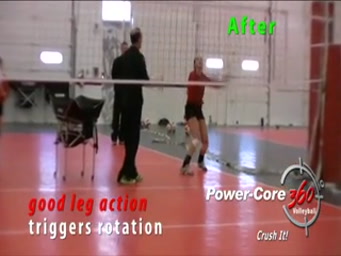 After
good leg action
triggers rotation
Power-Core 360
Volleyball
Crush It!